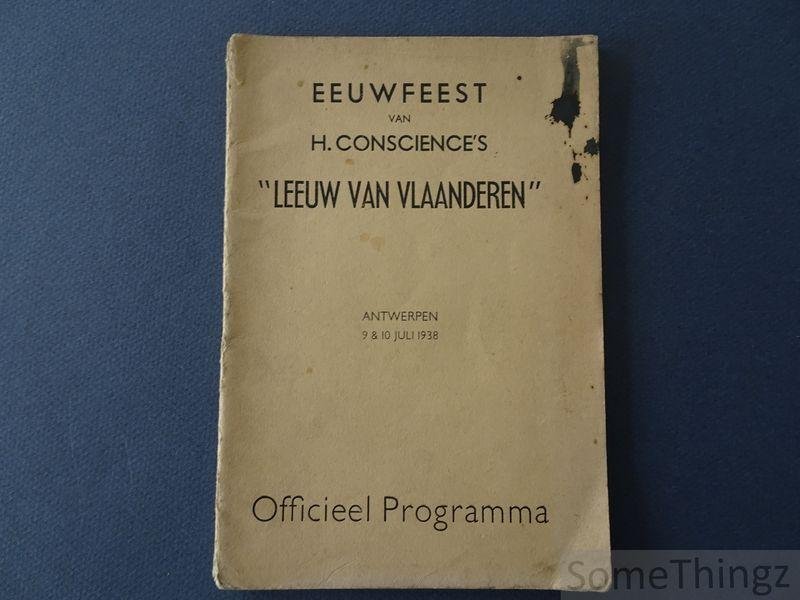 EEUWFEEST
VAN
H. CONSCIENCE'S
"LEEUW VAN VLAANDEREN"
ANTWERPEN
9 & 10 JULI 1938
Officieel Programma
SomeThingz